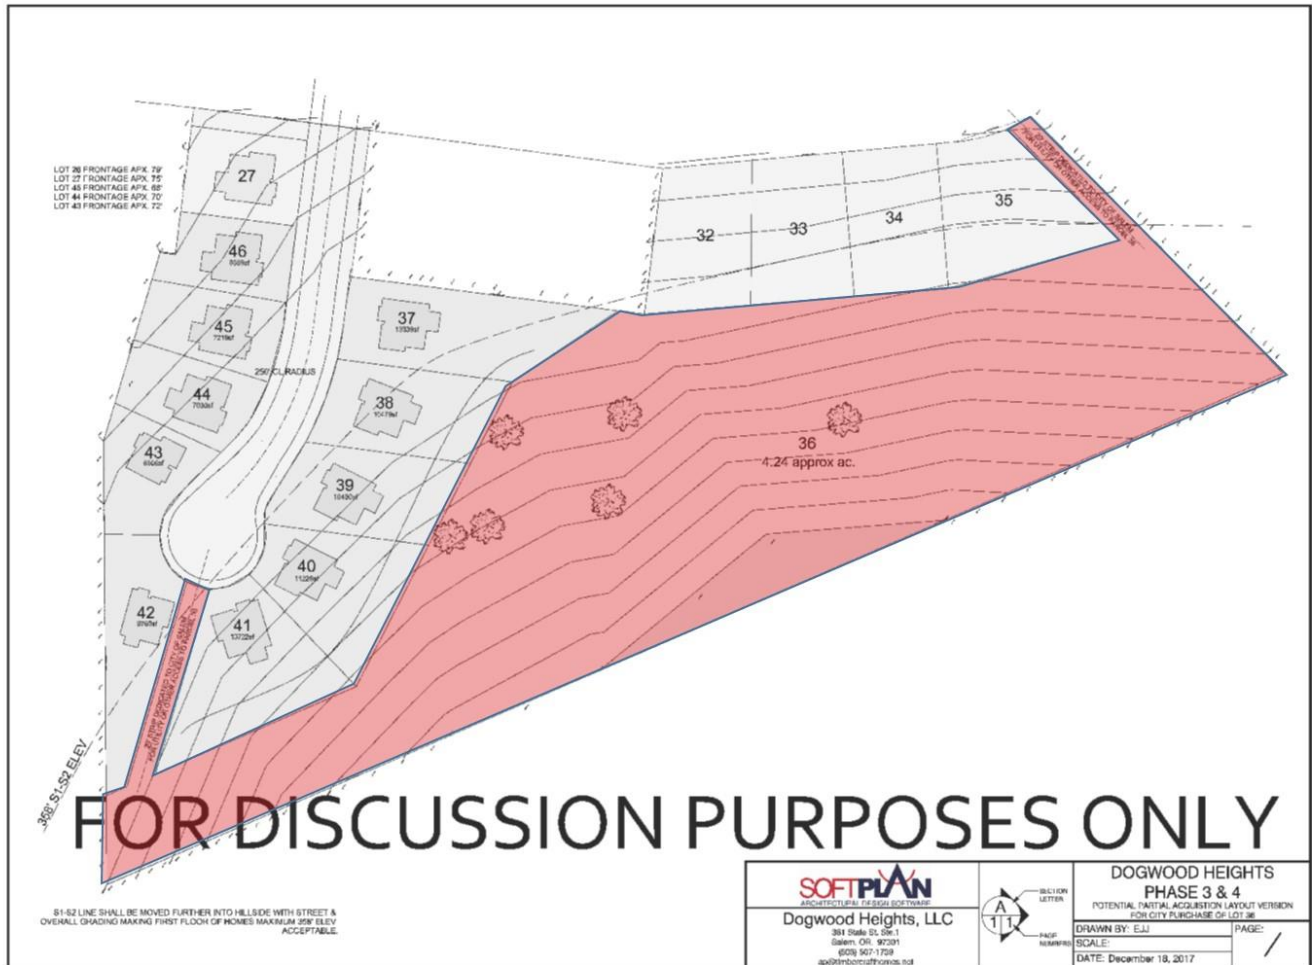 LOT 26 FRONTAGE APX. 79'
LOT 27 FRONTAGE APX. 75'
LOT 45 FRONTAGE APX. 68'
LOT 44 FRONTAGE APX. 70'
LOT 43 FRONTAGE APX. 72'
27
46
45
250' CL RADIUS
44
43
42
37
38
39
40
41
32
33
34
35
36
4.24 approx ac.
358' S1-S2 ELEV
FOR DISCUSSION PURPOSES ONLY
S1-S2 LINE SHALL BE MOVED FURTHER INTO HILLSIDE WITH STREET &
OVERALL GRADING MAKING FIRST FLOOR OF HOMES MAXIMUM 358' ELEV
ACCEPTABLE.
SOFTPLAN
ARCHITECTURAL DESIGN SOFTWARE
Dogwood Heights, LLC
Salem, OR. 97301
A
1 1
SECTION
LETTER
PAGE
NUMBERS
DOGWOOD HEIGHTS
PHASE 3 & 4
POTENTIAL PARTIAL ACQUISITION LAYOUT VERSION
FOR CITY PURCHASE OF LOT 36
DRAWN BY: EJJ
SCALE:
DATE: December 18, 2017
PAGE:
/